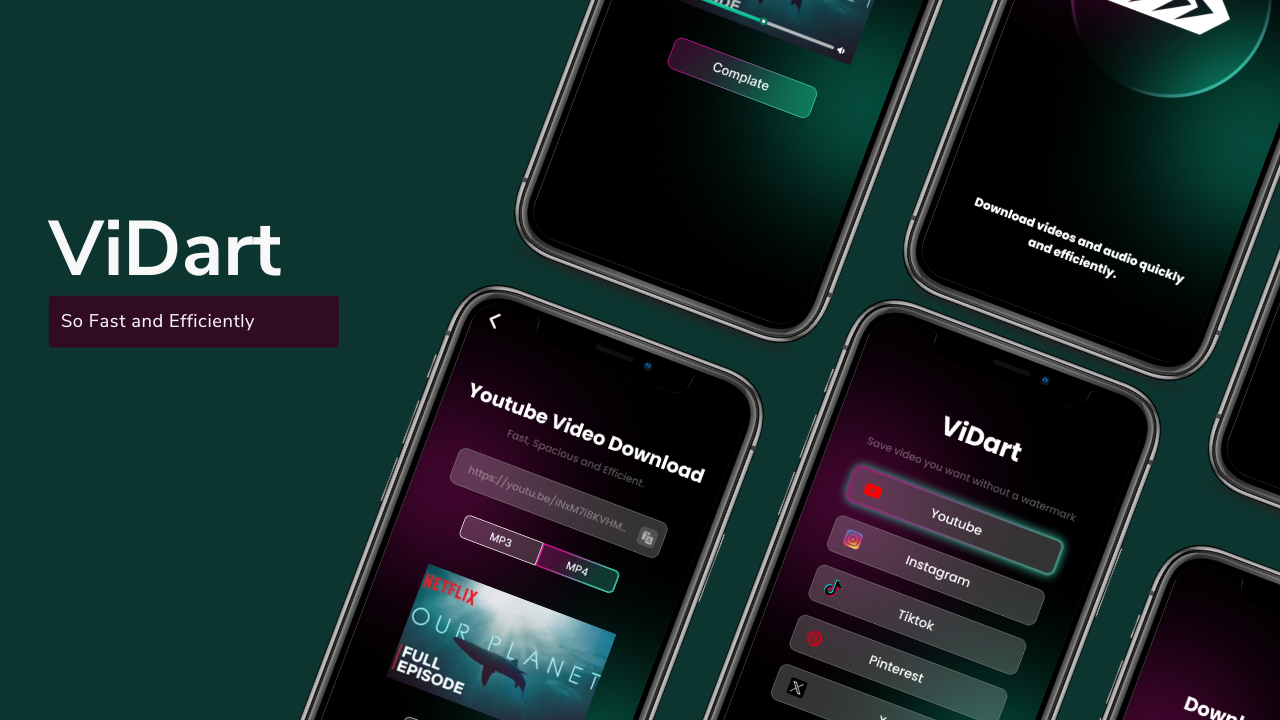 ViDart
So Fast and Efficiently
Complate
Download videos and audio quickly
and efficiently.
Youtube Video Download
Fast, Spacious and Efficient.
https://youtu.be/iNxM7lBKVHM..
MP3
MP4
NETFLIX
OUR PLANET
FULL
EPISODE
ViDart
Save video you want without a watermark
Youtube
Instagram
Tiktok
Pinterest